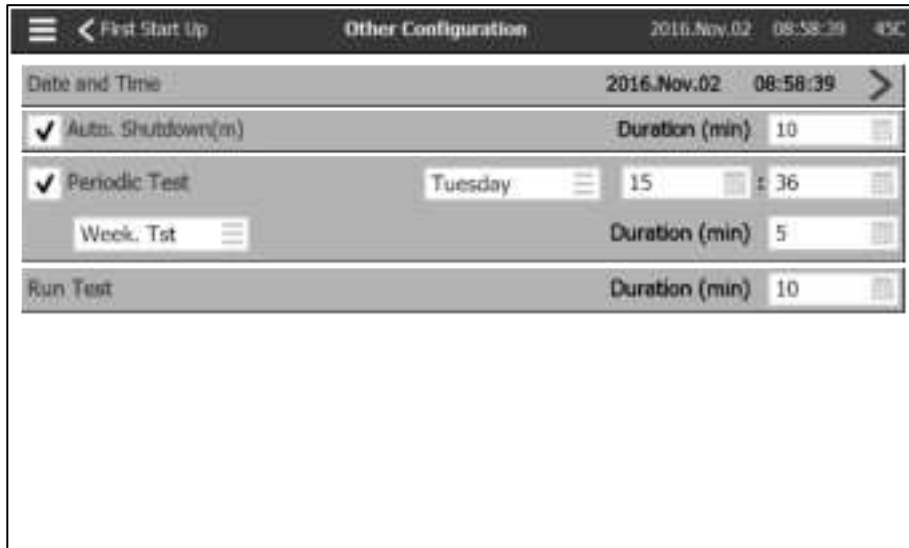 First Start Up Other Configuration 2016.Nov.02 08:58:39 45C
Date and Time 2016.Nov.02 08:58:39
Auto. Shutdown(m) Duration (min) 10
Periodic Test Tuesday 15 : 36
Week. Tst Duration (min) 5
Run Test Duration (min) 10